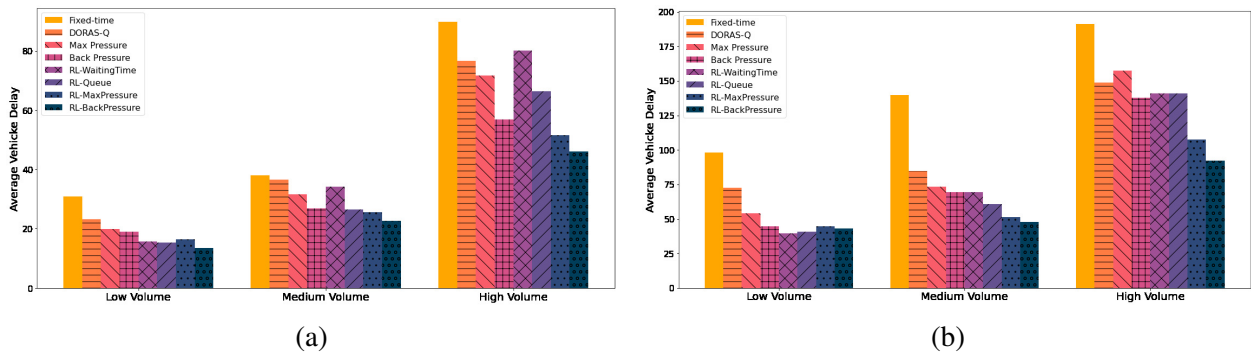 Fixed-time
DORAS-Q
Max Pressure
Back Pressure
RL-WaitingTime
RL-Queue
RL-MaxPressure
RL-BackPressure
Average Vehicke Delay
80
60
40
20
0
Low Volume Medium Volume High Volume
(a)
Fixed-time
DORAS-Q
Max Pressure
Back Pressure
RL-WaitingTime
RL-Queue
RL-MaxPressure
RL-BackPressure
Average Vehicke Delay
200
175
150
125
100
75
50
25
0
Low Volume Medium Volume High Volume
(b)